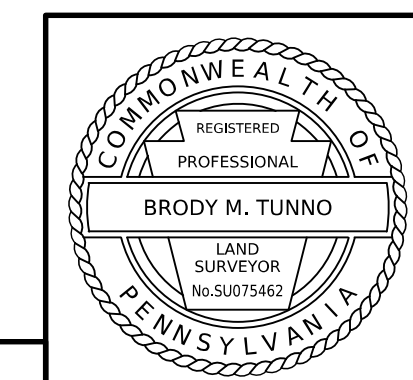 COMMONWEALTH OF
REGISTERED
PROFESSIONAL
BRODY M. TUNNO
LAND
SURVEYOR
No.SU075462
PENNSYLVANIA